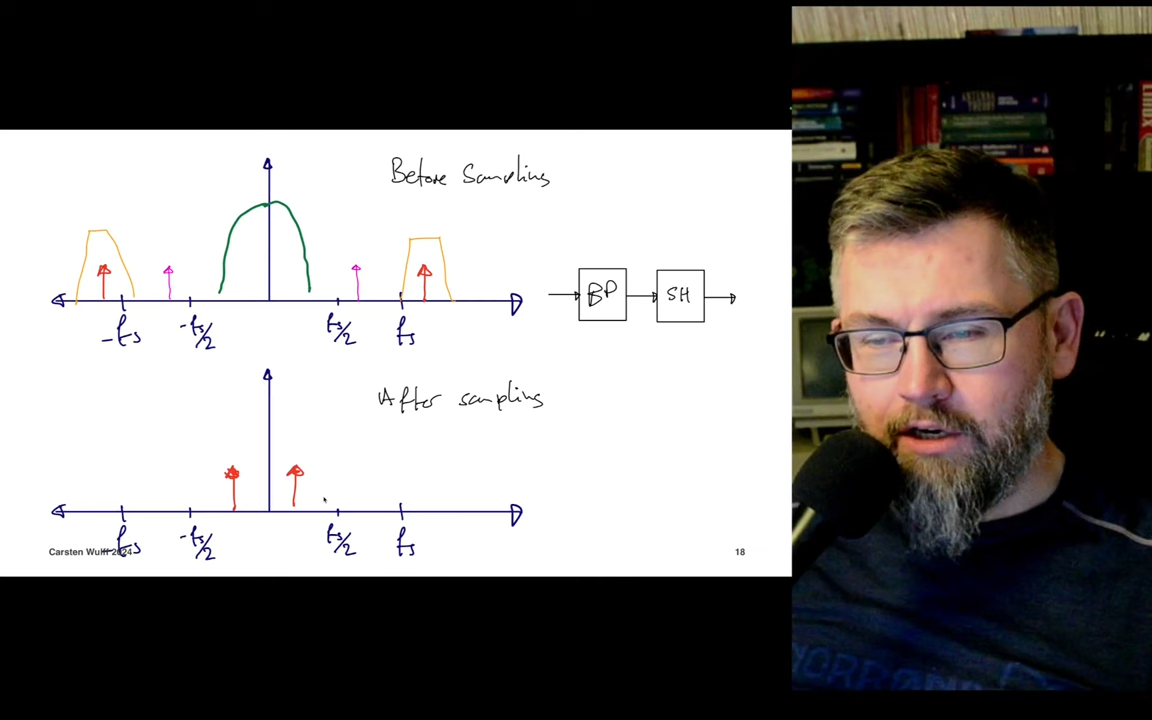 Before Sampling
-fs -fs/2 fs/2 fs
BP SH
After sampling
-fs -fs/2 fs/2 fs
Carsten Wulff 2024
18